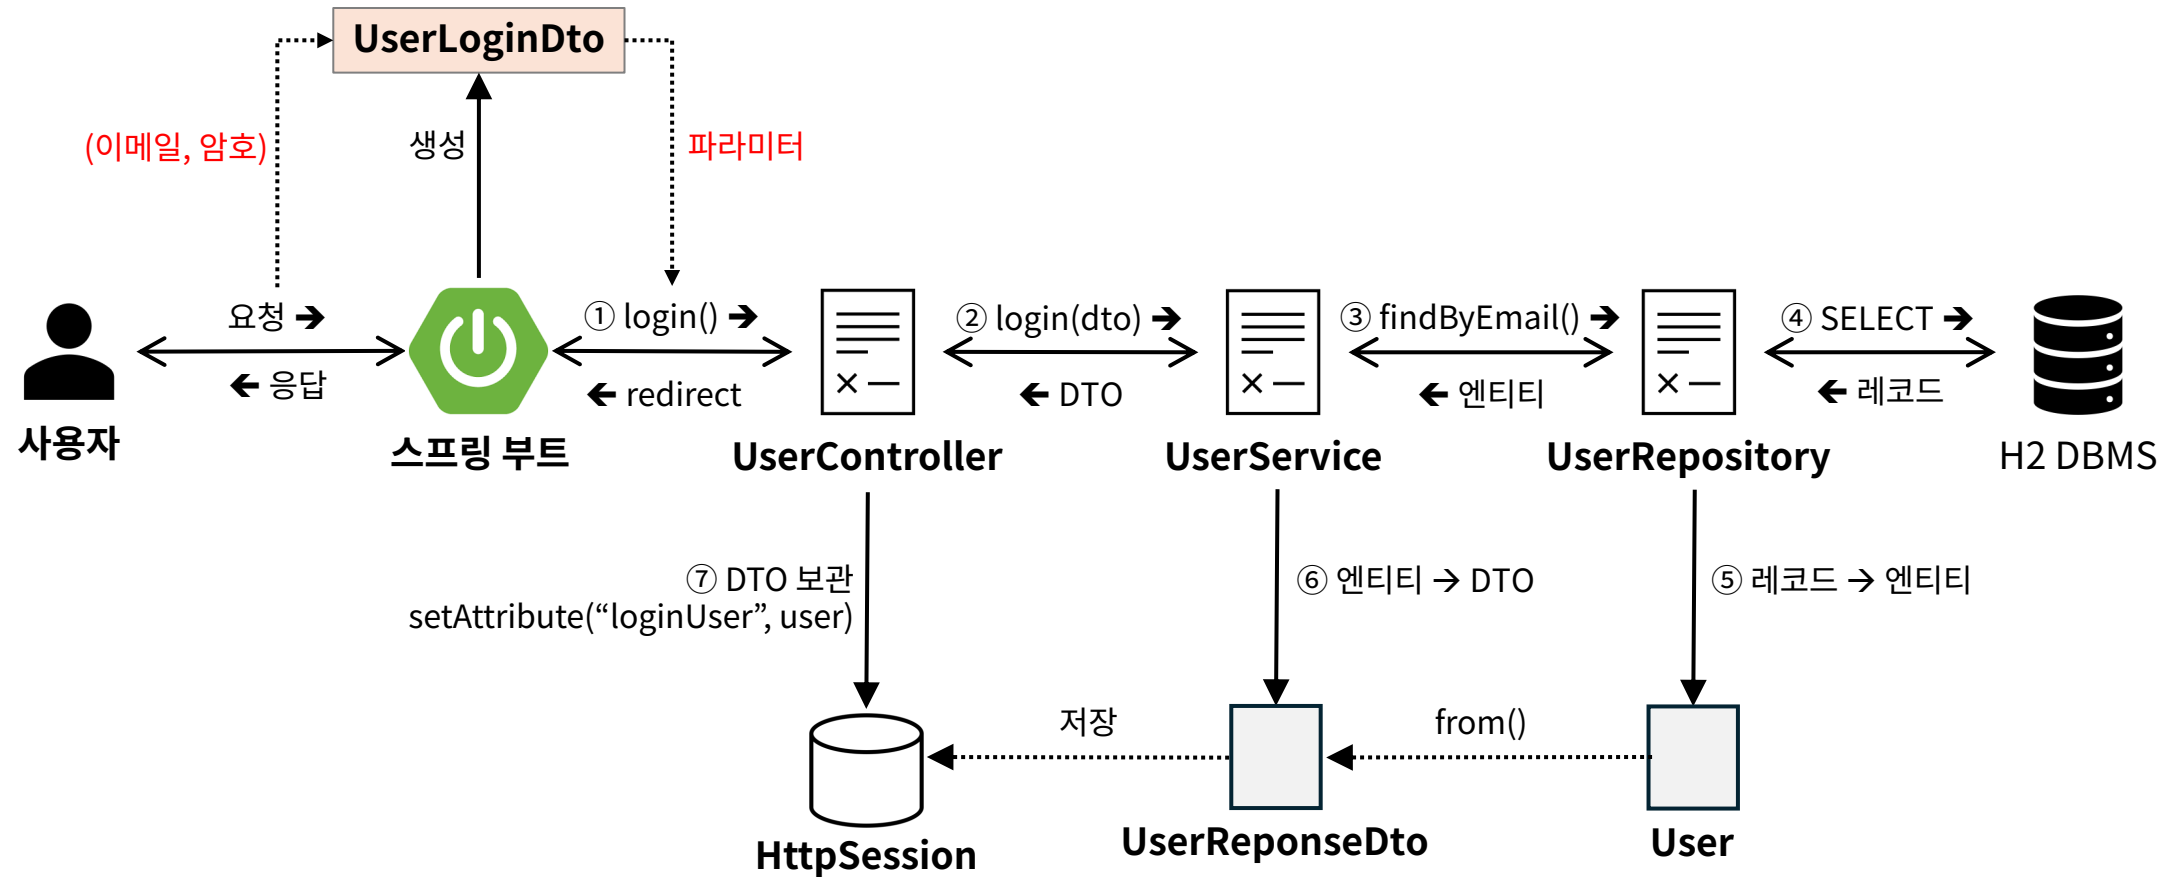 UserLoginDto
(이메일, 암호)
생성
파라미터
요청 →
← 응답
사용자
스프링 부트
① login() →
← redirect
UserController
② login(dto) →
← DTO
UserService
③ findByEmail() →
← 엔티티
UserRepository
④ SELECT →
← 레코드
H2 DBMS
⑦ DTO 보관
setAttribute(“loginUser”, user)
⑥ 엔티티 → DTO
⑤ 레코드 → 엔티티
저장
from()
HttpSession
UserReponseDto
User